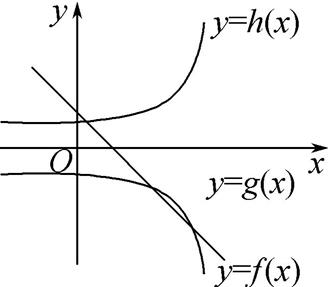 y
y=h(x)
O
x
y=g(x)
y=f(x)